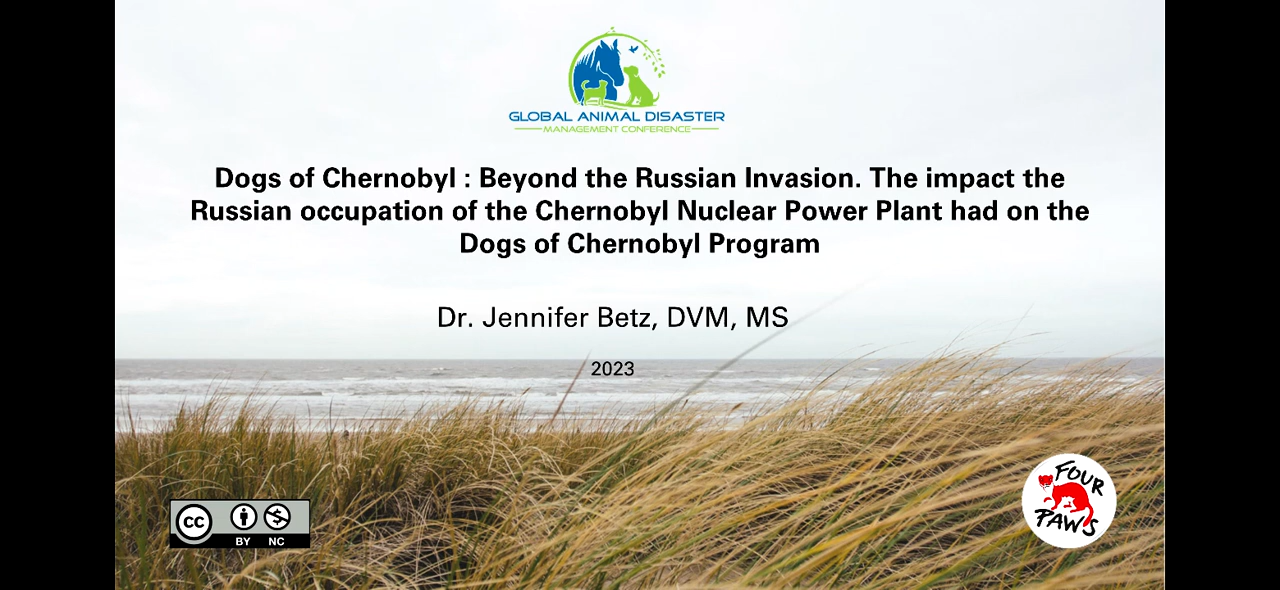 GLOBAL ANIMAL DISASTER
MANAGEMENT CONFERENCE
Dogs of Chernobyl : Beyond the Russian Invasion. The impact the
Russian occupation of the Chernobyl Nuclear Power Plant had on the
Dogs of Chernobyl Program
Dr. Jennifer Betz, DVM, MS
2023
cc
BY NC
FOUR
PAWS